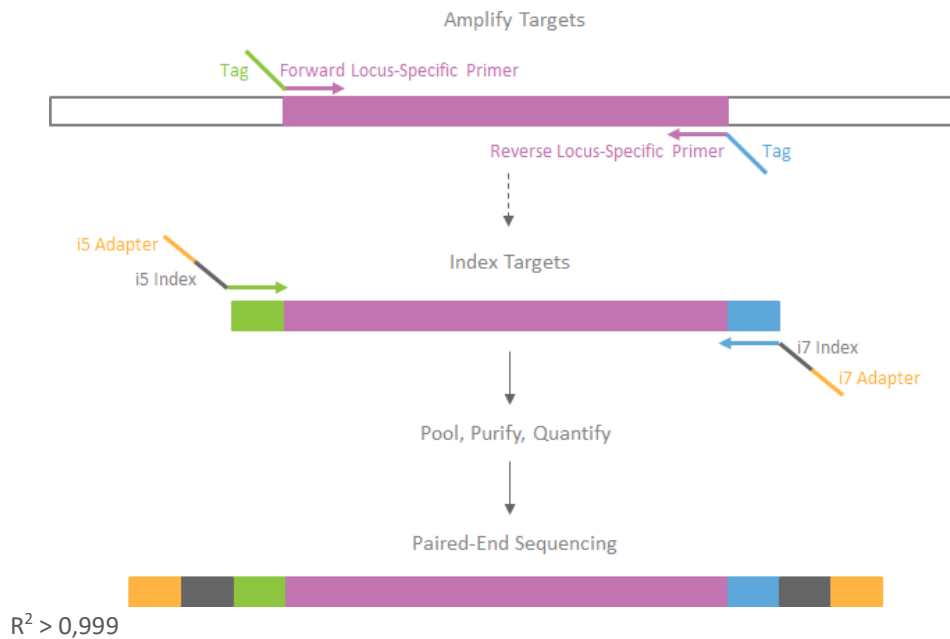 Amplify Targets
Tag
Forward Locus-Specific Primer
Reverse Locus-Specific Primer
Tag
i5 Adapter
i5 Index
Index Targets
i7 Index
i7 Adapter
Pool, Purify, Quantify
Paired-End Sequencing
R² > 0,999